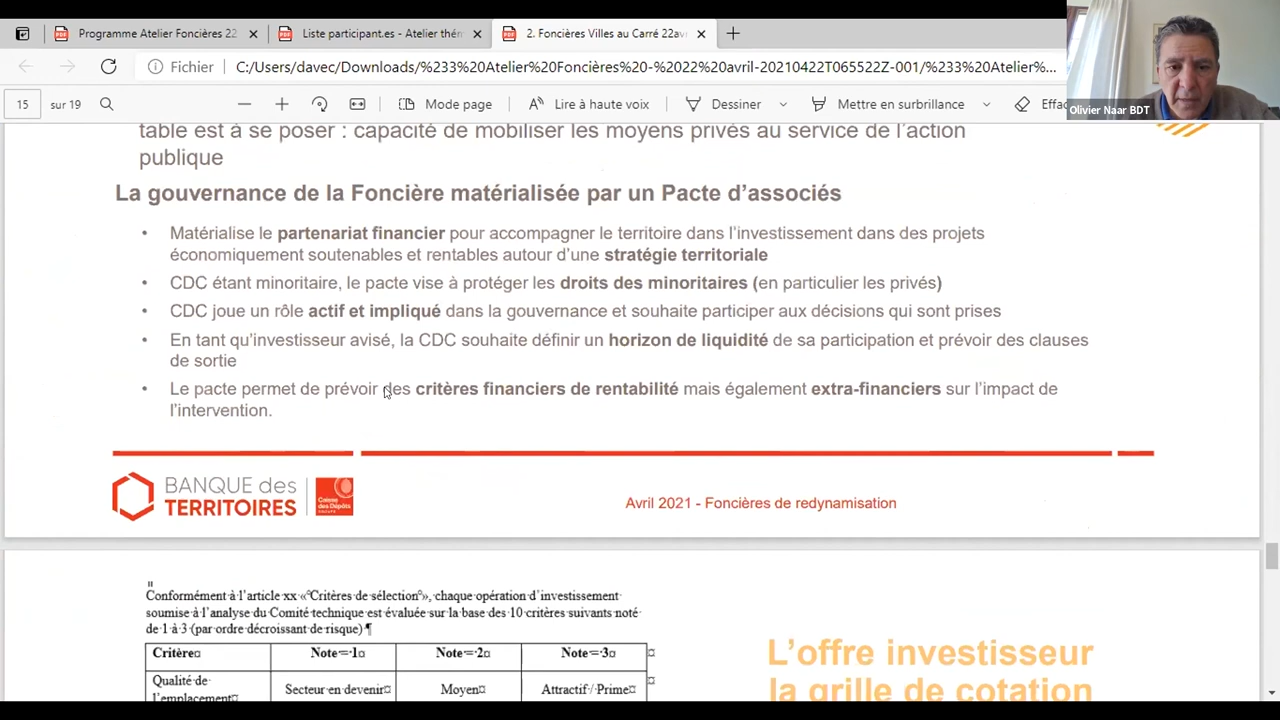 Programme Atelier Foncières 22
Liste participant.es - Atelier thér
2. Foncières Villes au Carré 22avr
Fichier
C:/Users/davec/Downloads/%233%20Atelier%20Foncières%20-%2022%20avril-20210422T065522Z-001/%233%20Atelier%...
15 sur 19
Mode page
Lire à haute voix
Dessiner
Mettre en surbrillance
Effa
Olivier Naar BDT
table est à se poser : capacité de mobiliser les moyens privés au service de l'action
publique
La gouvernance de la Foncière matérialisée par un Pacte d'associés
• Matérialise le partenariat financier pour accompagner le territoire dans l'investissement dans des projets
économiquement soutenables et rentables autour d'une stratégie territoriale
• CDC étant minoritaire, le pacte vise à protéger les droits des minoritaires (en particulier les privés)
• CDC joue un rôle actif et impliqué dans la gouvernance et souhaite participer aux décisions qui sont prises
• En tant qu'investisseur avisé, la CDC souhaite définir un horizon de liquidité de sa participation et prévoir des clauses
de sortie
• Le pacte permet de prévoir des critères financiers de rentabilité mais également extra-financiers sur l'impact de
l'intervention.
BANQUE des
TERRITOIRES
Caisse
des Dépôts
GROUPE
Avril 2021 - Foncières de redynamisation
Conformément à l'article xx «°Critères de sélection°», chaque opération d'investissement
soumise à l'analyse du Comité technique est évaluée sur la base des 10 critères suivants noté
de 1 à 3 (par ordre décroissant de risque) ¶
Critère¤ Note = 1¤ Note = 2¤ Note = 3¤ ¤
Qualité de
l'emplacement¤ Secteur en devenir¤ Moyen¤ Attractif / Prime¤ ¤
L'offre investisseur
la grille de cotation